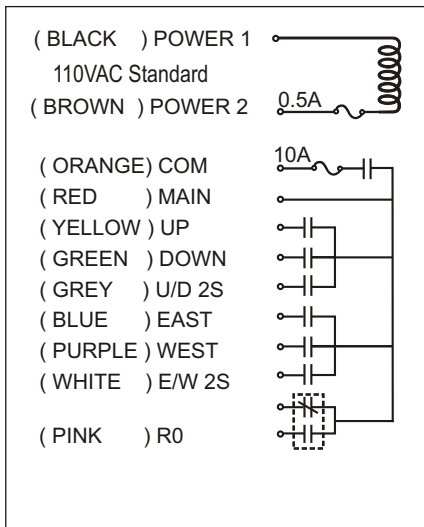 ( BLACK ) POWER 1
110VAC Standard
( BROWN ) POWER 2 0.5A
( ORANGE) COM 10A
( RED ) MAIN
( YELLOW ) UP
( GREEN ) DOWN
( GREY ) U/D 2S
( BLUE ) EAST
( PURPLE ) WEST
( WHITE ) E/W 2S
( PINK ) R0